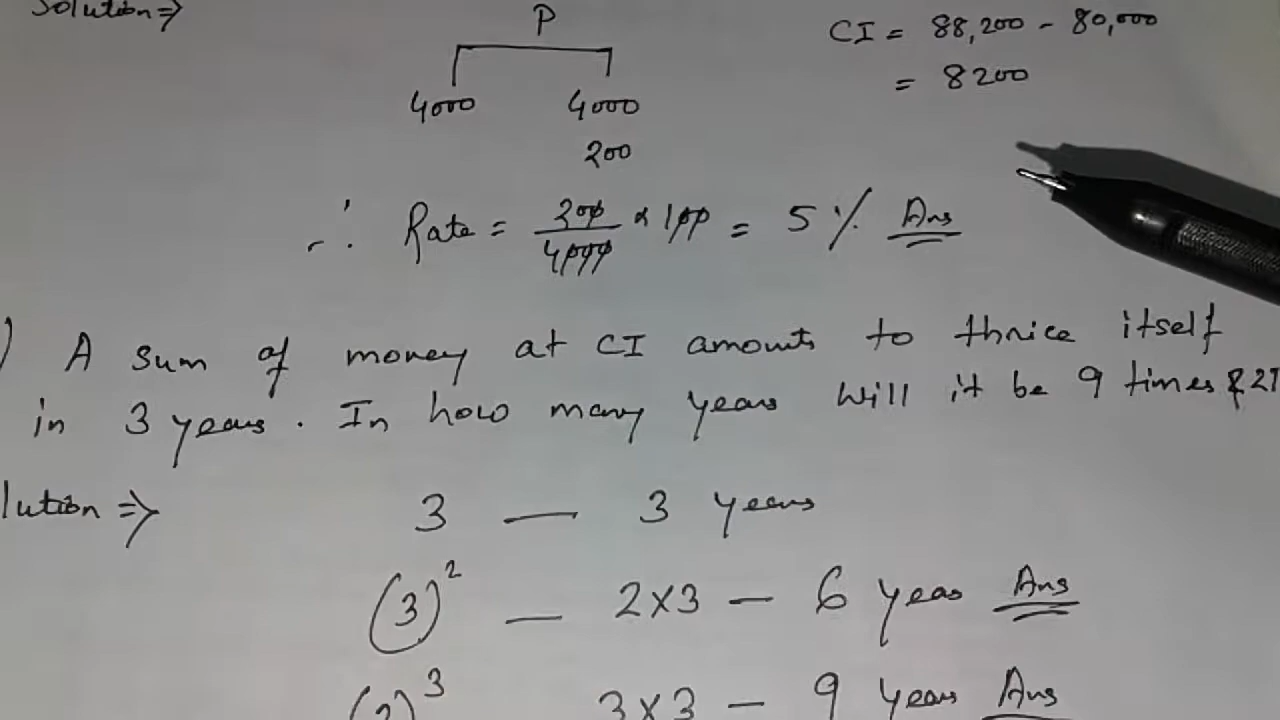 Solution ⇒
P
CI = 88,200 - 80,000
= 8200
4000 4000
200
∴ Rate = 200/4000 × 100 = 5 % Ans
) A sum of money at CI amounts to thrice itself
in 3 years. In how many years will it be 9 times & 27
lution ⇒ 3 — 3 years
(3)² — 2×3 — 6 years Ans
(3)³ 3×3 — 9 years Ans